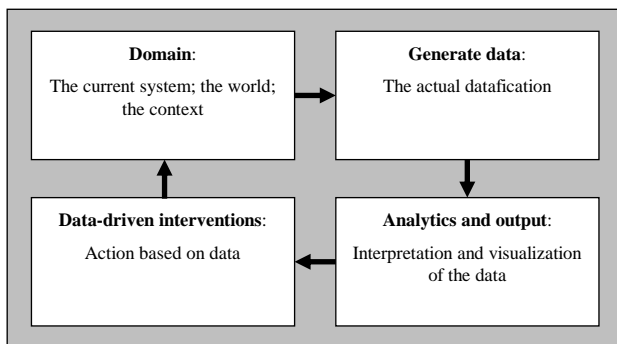 Domain:
The current system; the world;
the context
Generate data:
The actual datafication
Data-driven interventions:
Action based on data
Analytics and output:
Interpretation and visualization
of the data